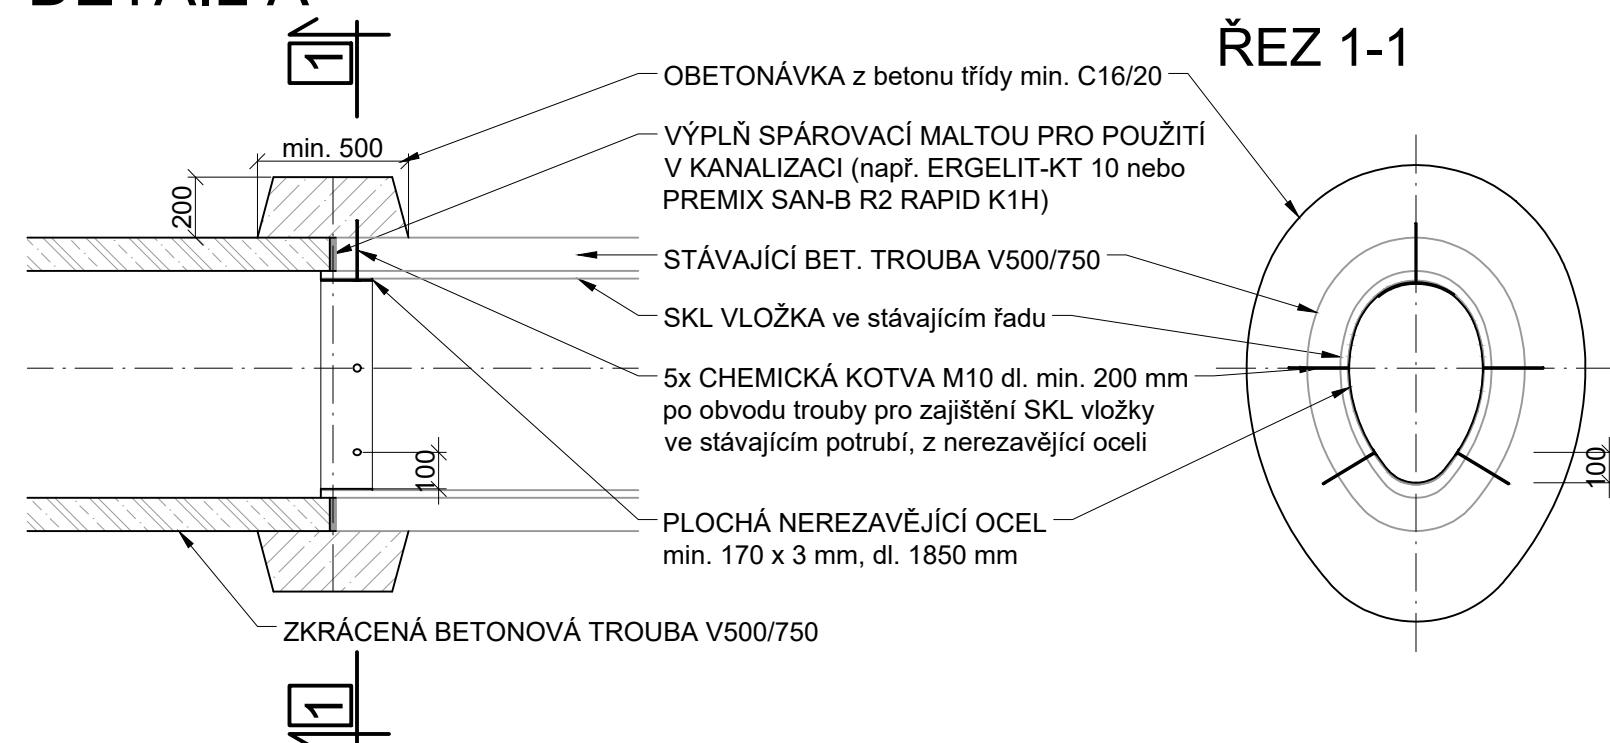 DETAIL A
ŘEZ 1-1
1
OBETONÁVKA z betonu třídy min. C16/20
VÝPLŇ SPÁROVACÍ MALTOU PRO POUŽITÍ
V KANALIZACI (např. ERGELIT-KT 10 nebo
PREMIX SAN-B R2 RAPID K1H)
min. 500
200
STÁVAJÍCÍ BET. TROUBA V500/750
SKL VLOŽKA ve stávajícím řadu
5x CHEMICKÁ KOTVA M10 dl. min. 200 mm
po obvodu trouby pro zajištění SKL vložky
ve stávajícím potrubí, z nerezavějící oceli
100
100
PLOCHÁ NEREZAVĚJÍCÍ OCEL
min. 170 x 3 mm, dl. 1850 mm
ZKRÁCENÁ BETONOVÁ TROUBA V500/750
1